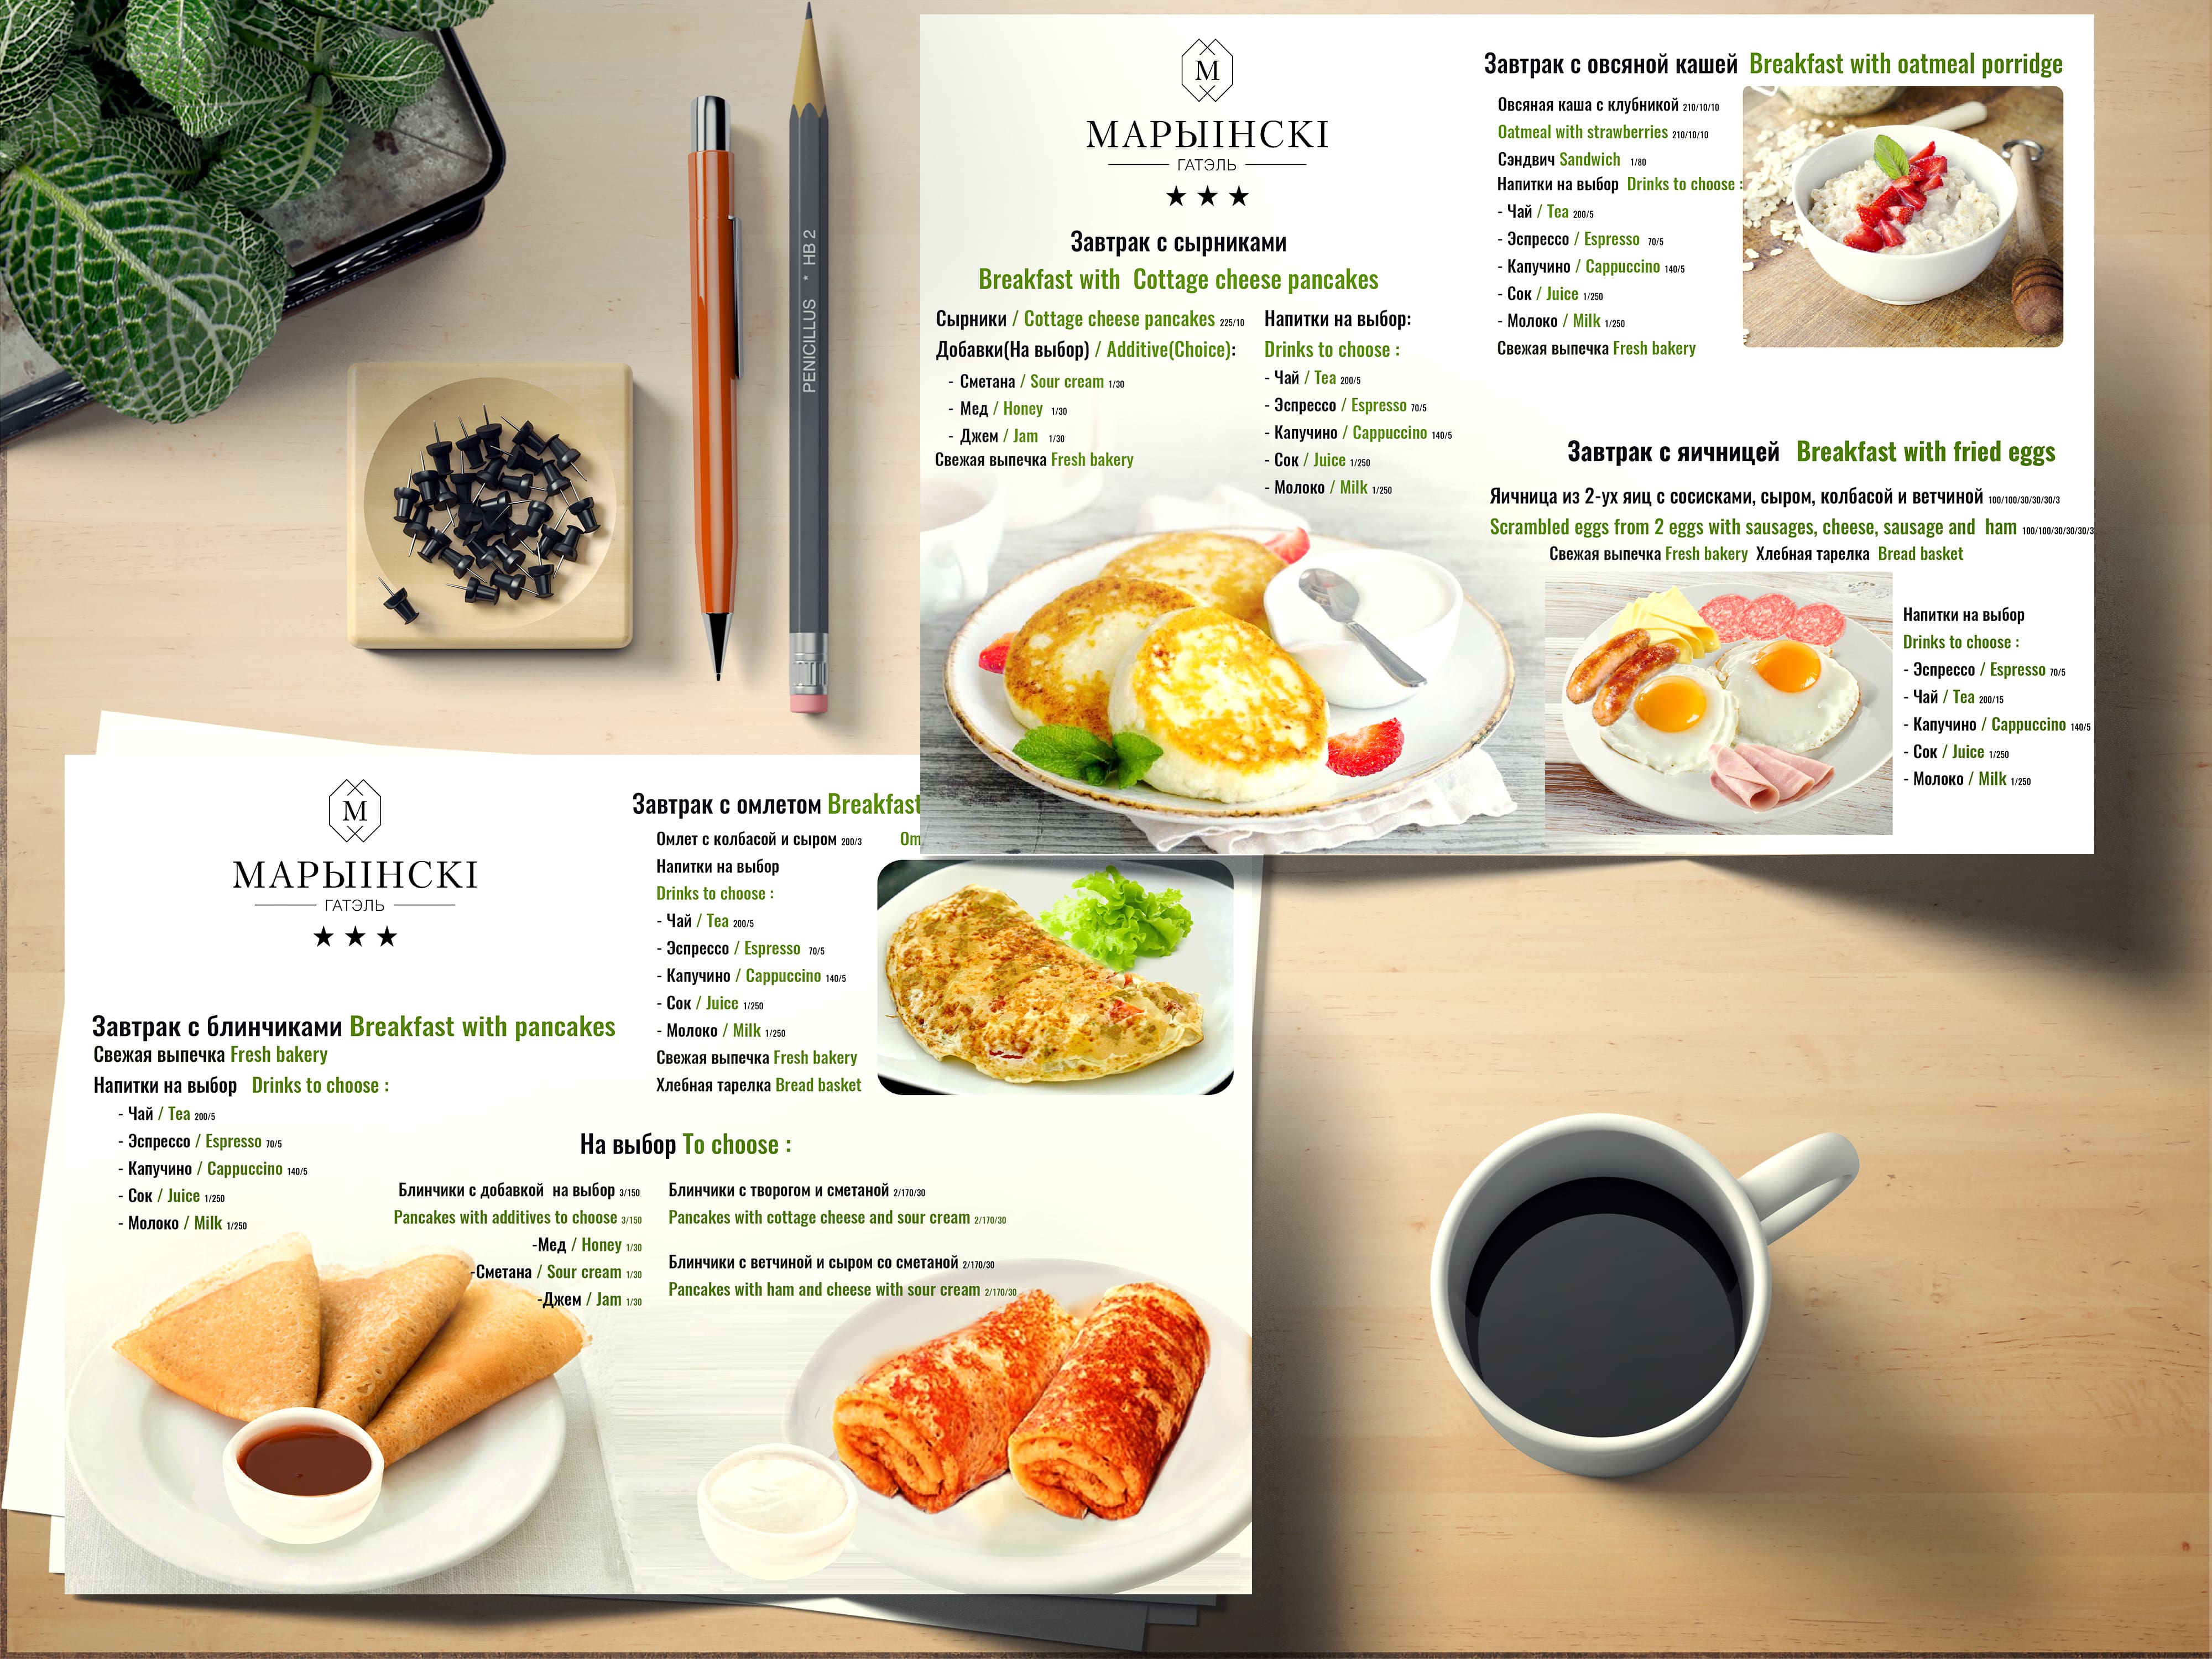 PENICILLUS * HB 2
M
МАРЫІНСКІ
ГАТЭЛЬ
Завтрак с сырниками
Breakfast with Cottage cheese pancakes
Сырники / Cottage cheese pancakes 225/10
Добавки(На выбор) / Additive(Choice):
- Сметана / Sour cream 1/30
- Мед / Honey 1/30
- Джем / Jam 1/30
Свежая выпечка Fresh bakery
Напитки на выбор:
Drinks to choose :
- Чай / Tea 200/5
- Эспрессо / Espresso 70/5
- Капучино / Cappuccino 140/5
- Сок / Juice 1/250
- Молоко / Milk 1/250
Завтрак с овсяной кашей Breakfast with oatmeal porridge
Овсяная каша с клубникой 210/10/10
Oatmeal with strawberries 210/10/10
Сэндвич Sandwich 1/80
Напитки на выбор Drinks to choose :
- Чай / Tea 200/5
- Эспрессо / Espresso 70/5
- Капучино / Cappuccino 140/5
- Сок / Juice 1/250
- Молоко / Milk 1/250
Свежая выпечка Fresh bakery
Завтрак с яичницей Breakfast with fried eggs
Яичница из 2-ух яиц с сосисками, сыром, колбасой и ветчиной 100/100/30/30/30/3
Scrambled eggs from 2 eggs with sausages, cheese, sausage and ham 100/100/30/30/30/3
Свежая выпечка Fresh bakery Хлебная тарелка Bread basket
Напитки на выбор
Drinks to choose :
- Эспрессо / Espresso 70/5
- Чай / Tea 200/15
- Капучино / Cappuccino 140/5
- Сок / Juice 1/250
- Молоко / Milk 1/250
M
МАРЫІНСКІ
ГАТЭЛЬ
Завтрак с блинчиками Breakfast with pancakes
Свежая выпечка Fresh bakery
Напитки на выбор Drinks to choose :
- Чай / Tea 200/5
- Эспрессо / Espresso 70/5
- Капучино / Cappuccino 140/5
- Сок / Juice 1/250
- Молоко / Milk 1/250
Завтрак с омлетом Breakfast
Омлет с колбасой и сыром 200/3 Om
Напитки на выбор
Drinks to choose :
- Чай / Tea 200/5
- Эспрессо / Espresso 70/5
- Капучино / Cappuccino 140/5
- Сок / Juice 1/250
- Молоко / Milk 1/250
Свежая выпечка Fresh bakery
Хлебная тарелка Bread basket
На выбор To choose :
Блинчики с добавкой на выбор 3/150
Pancakes with additives to choose 3/150
-Мед / Honey 1/30
-Сметана / Sour cream 1/30
-Джем / Jam 1/30
Блинчики с творогом и сметаной 2/170/30
Pancakes with cottage cheese and sour cream 2/170/30
Блинчики с ветчиной и сыром со сметаной 2/170/30
Pancakes with ham and cheese with sour cream 2/170/30